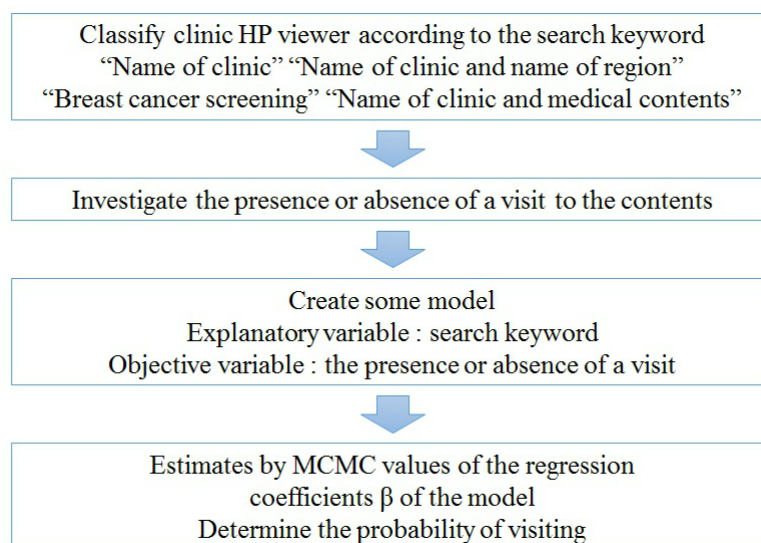 Classify clinic HP viewer according to the search keyword
“Name of clinic” “Name of clinic and name of region”
“Breast cancer screening” “Name of clinic and medical contents”
Investigate the presence or absence of a visit to the contents
Create some model
Explanatory variable : search keyword
Objective variable : the presence or absence of a visit
Estimates by MCMC values of the regression
coefficients β of the model
Determine the probability of visiting